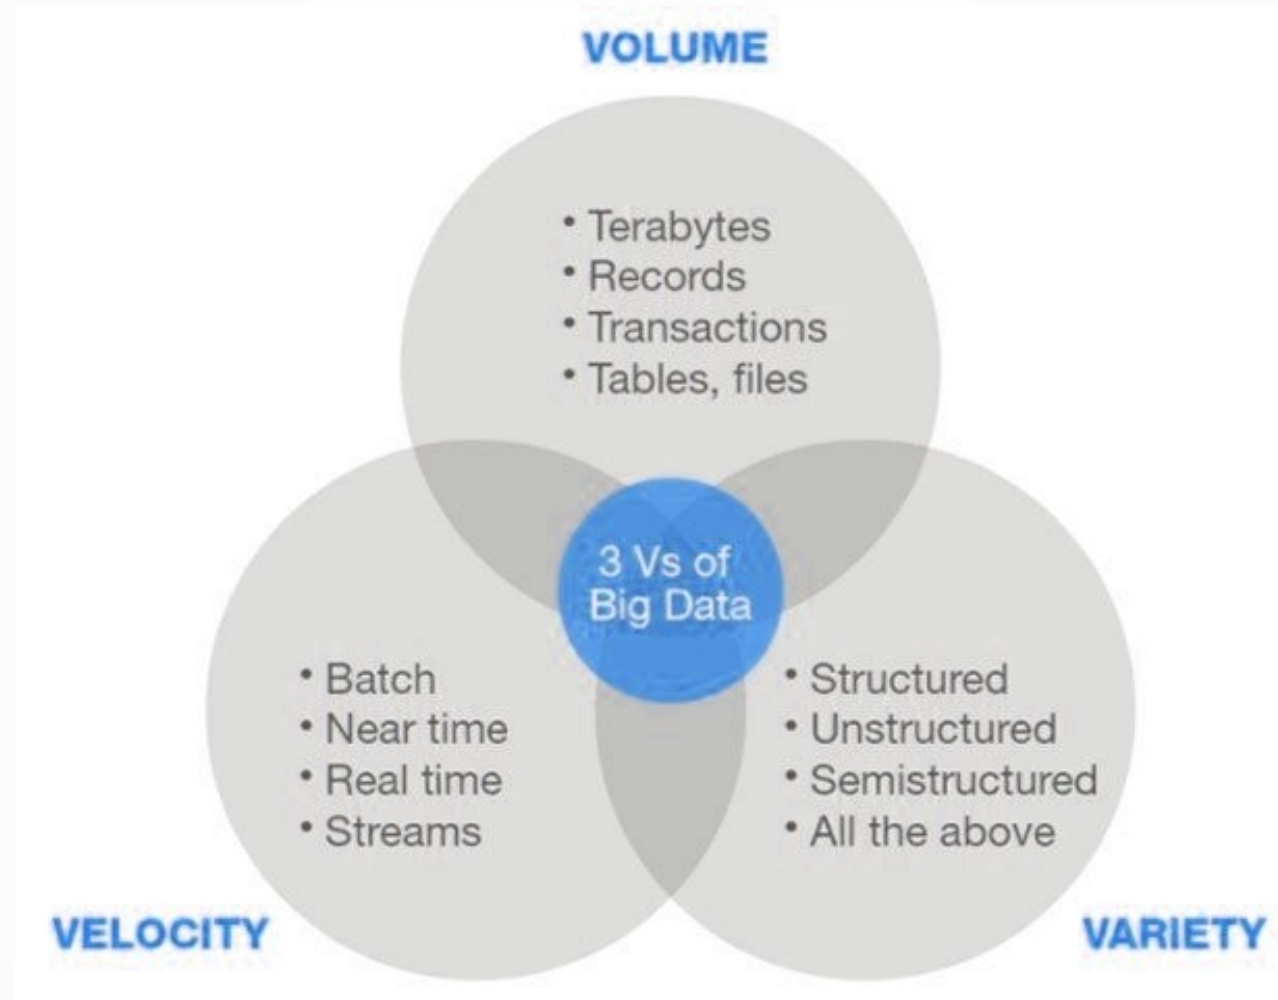 VOLUME
• Terabytes
• Records
• Transactions
• Tables, files
3 Vs of
Big Data
• Batch
• Near time
• Real time
• Streams
• Structured
• Unstructured
• Semistructured
• All the above
VELOCITY
VARIETY